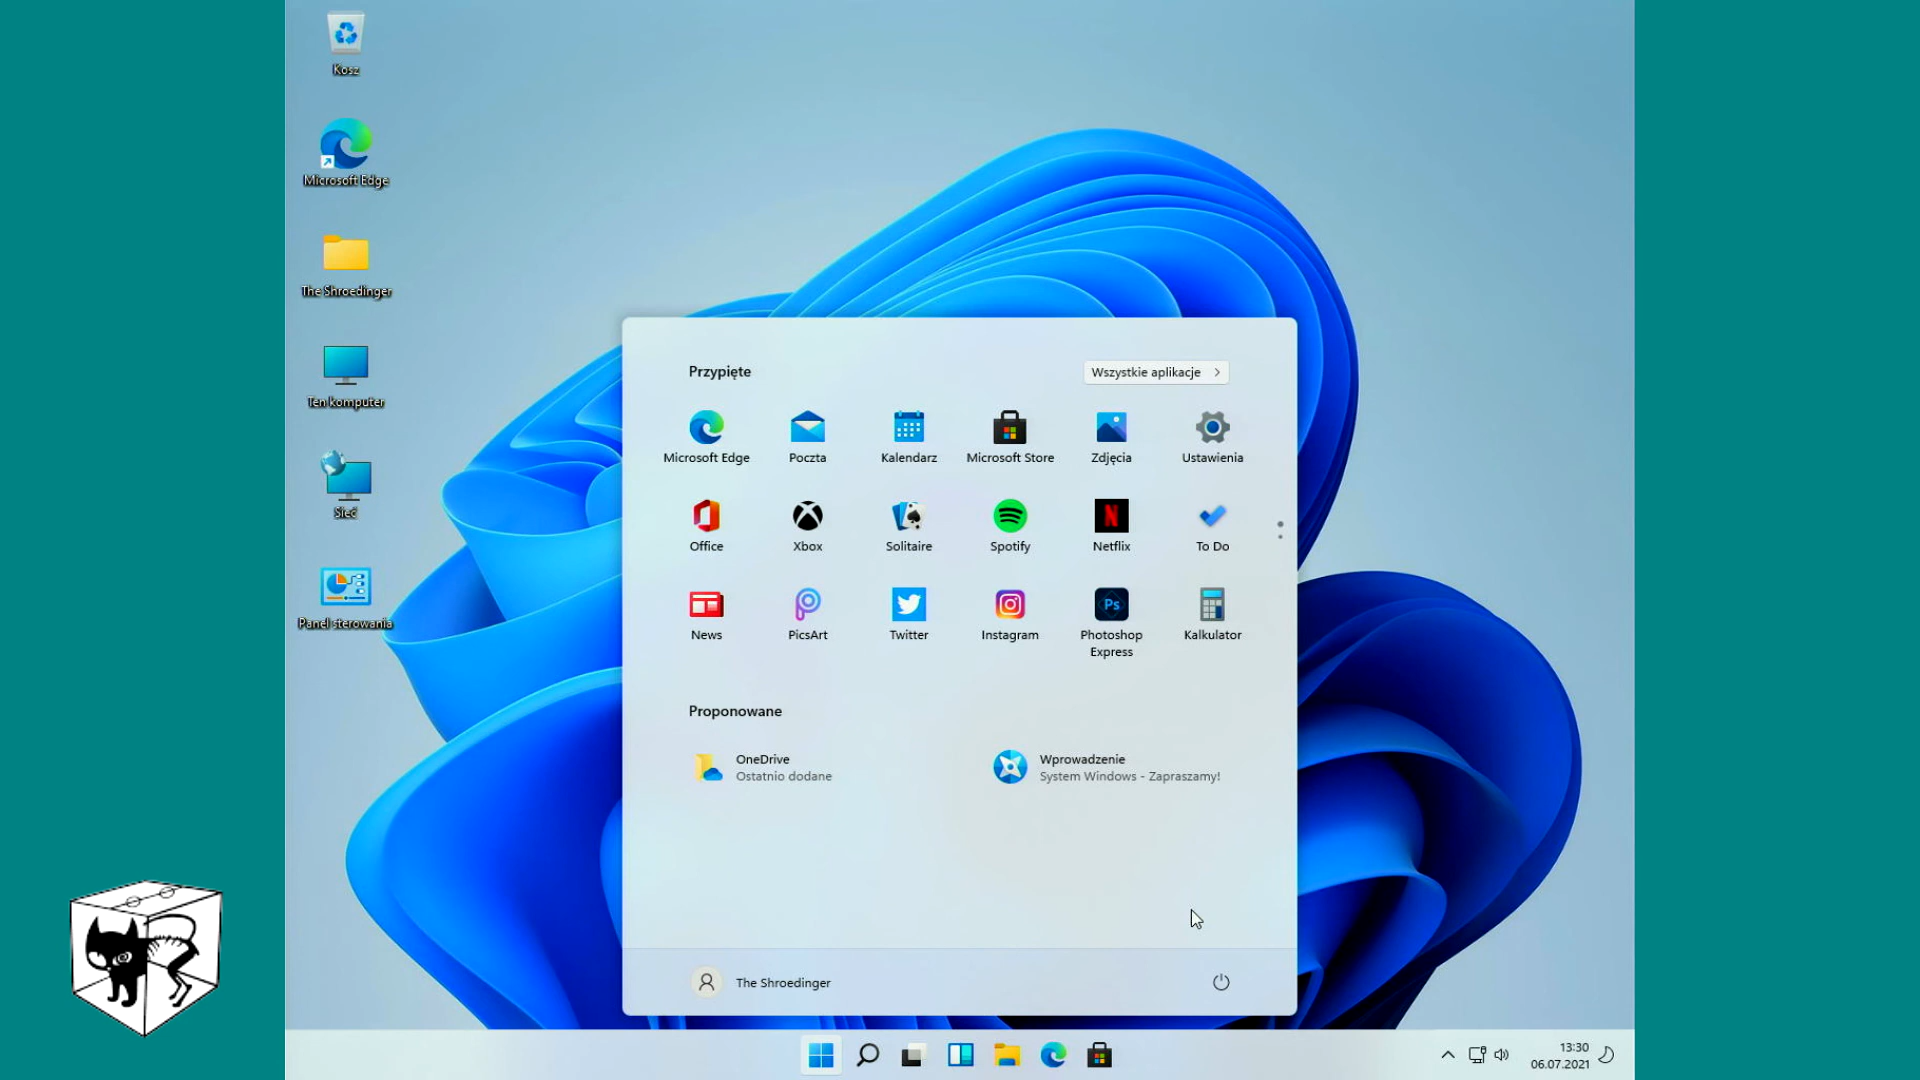 Kosz
Microsoft Edge
The Shroedinger
Ten komputer
Sieć
Panel sterowania
Przypięte
Wszystkie aplikacje
Microsoft Edge
Poczta
Kalendarz
Microsoft Store
Zdjęcia
Ustawienia
Office
Xbox
Solitaire
Spotify
Netflix
To Do
News
PicsArt
Twitter
Instagram
Ps
Photoshop
Express
Kalkulator
Proponowane
OneDrive
Ostatnio dodane
Wprowadzenie
System Windows - Zapraszamy!
The Shroedinger
13:30
06.07.2021